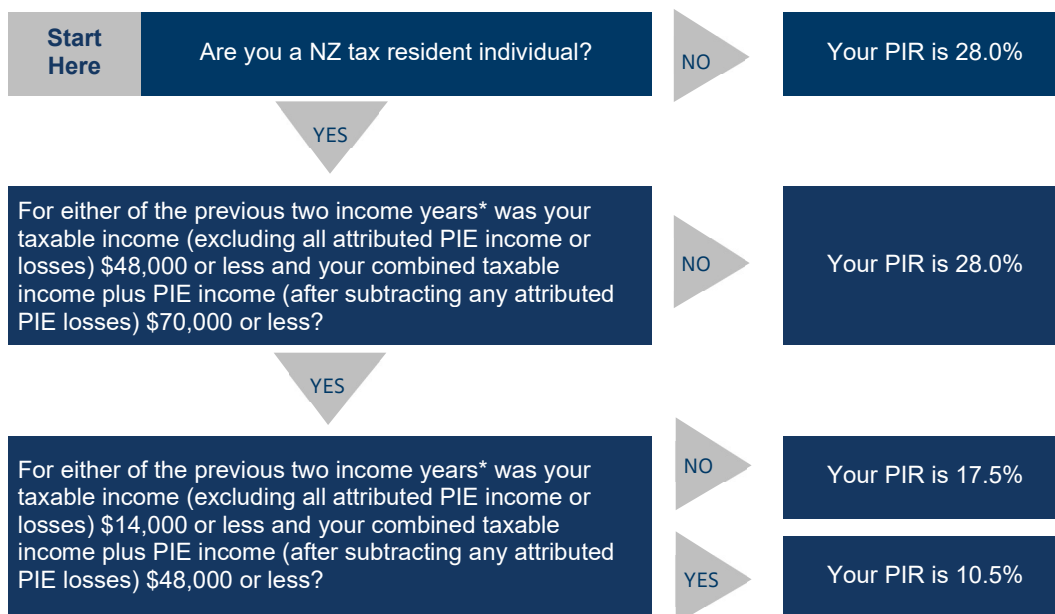 Start
Here
Are you a NZ tax resident individual?
NO
Your PIR is 28.0%
YES
For either of the previous two income years* was your
taxable income (excluding all attributed PIE income or
losses) $48,000 or less and your combined taxable
income plus PIE income (after subtracting any attributed
PIE losses) $70,000 or less?
NO
Your PIR is 28.0%
YES
For either of the previous two income years* was your
taxable income (excluding all attributed PIE income or
losses) $14,000 or less and your combined taxable
income plus PIE income (after subtracting any attributed
PIE losses) $48,000 or less?
NO
Your PIR is 17.5%
YES
Your PIR is 10.5%